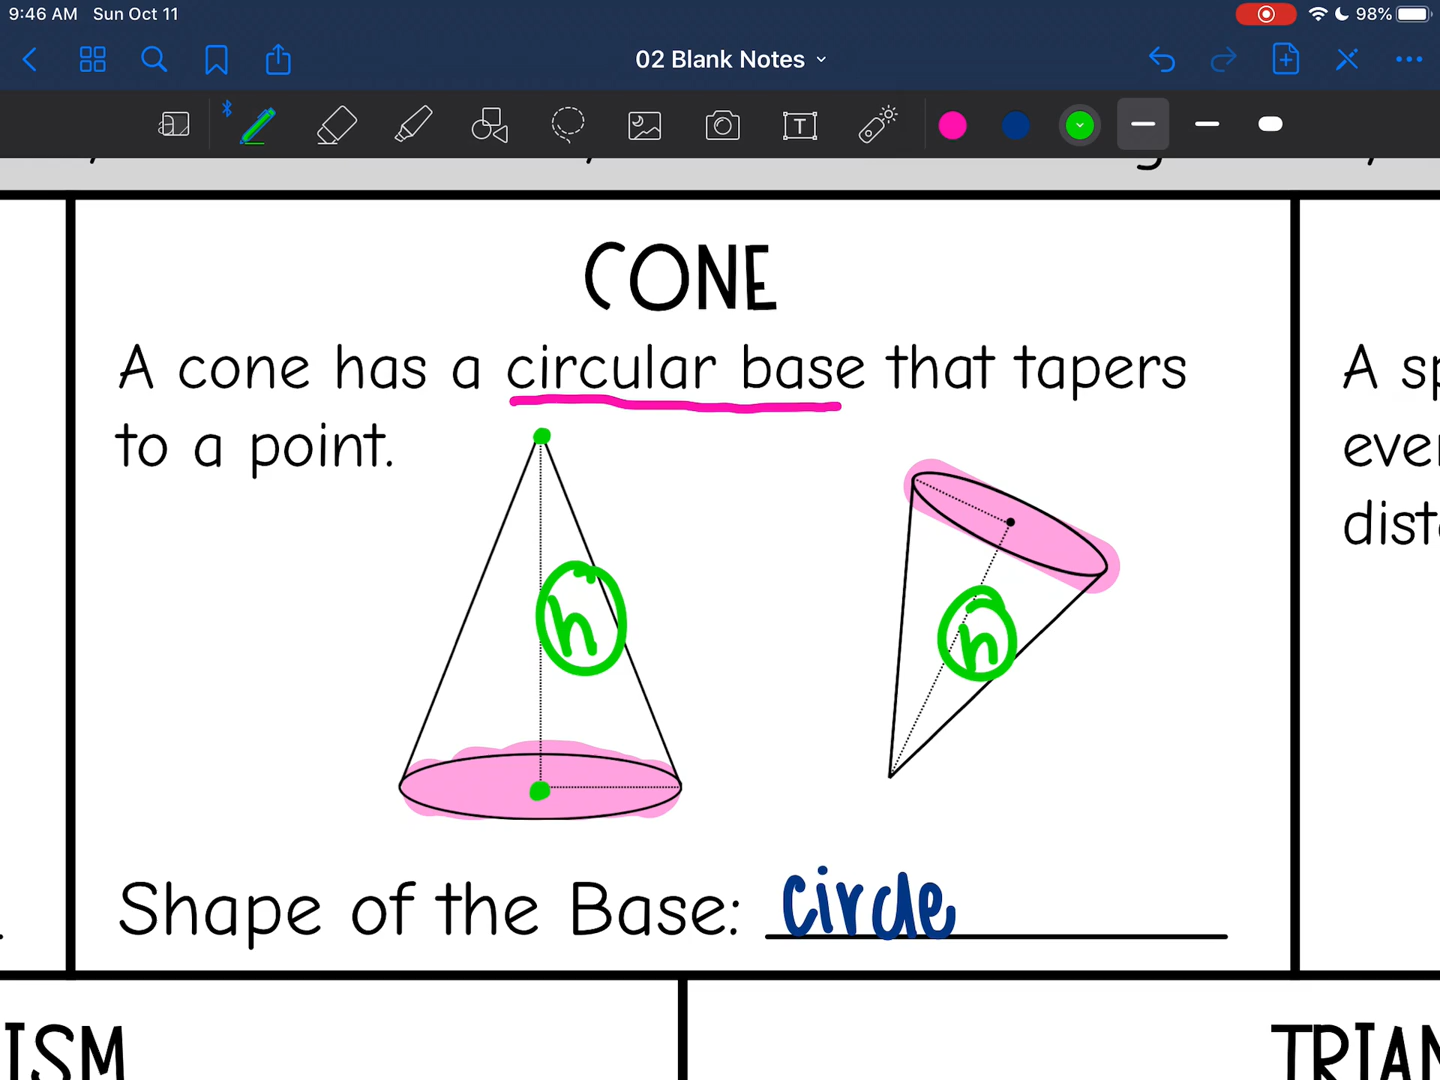 9:46 AM Sun Oct 11
98%
02 Blank Notes
T
CONE
A cone has a circular base that tapers
to a point.
h
h
Shape of the Base: circle
A sp
ever
dist
ISM
TRIAN